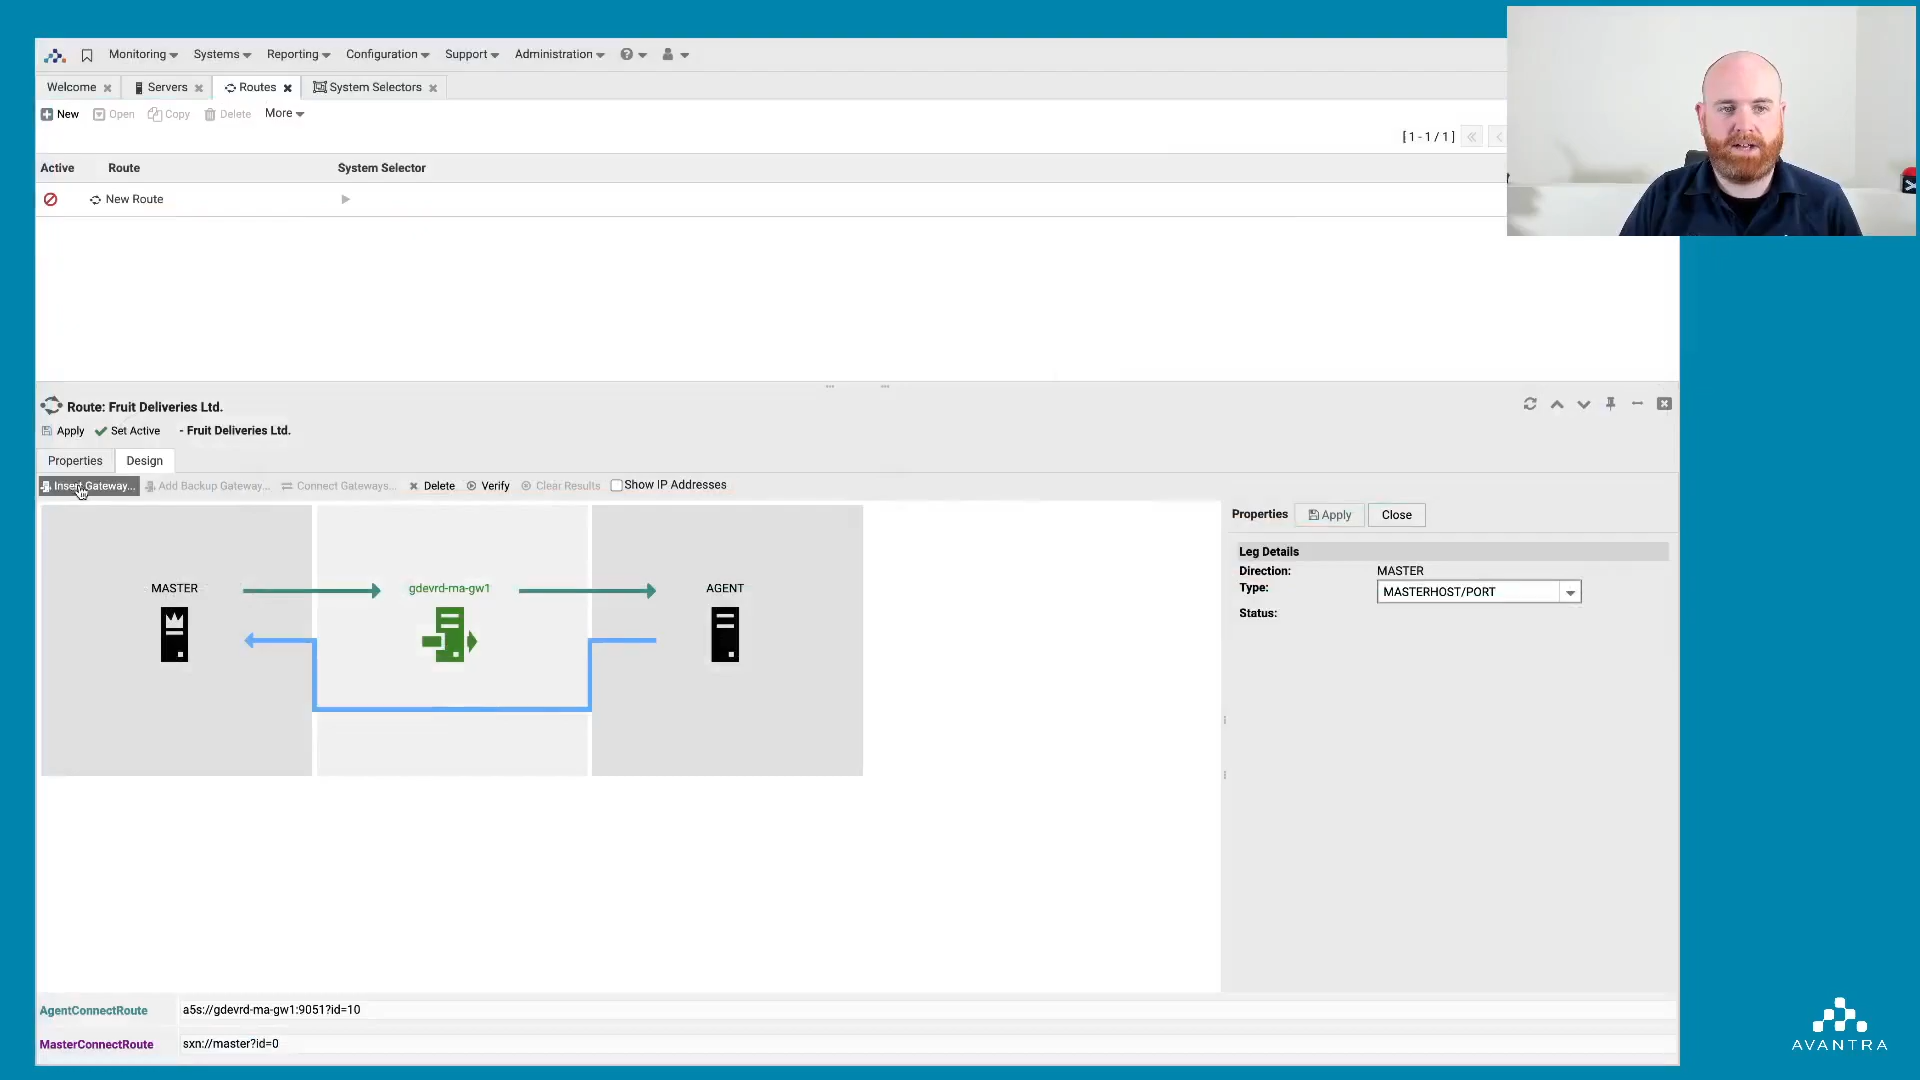 Monitoring Systems Reporting Configuration Support Administration
Welcome Servers Routes System Selectors
New Open Copy Delete More
[ 1 - 1 / 1 ]
Active Route System Selector
New Route
Route: Fruit Deliveries Ltd.
Apply Set Active - Fruit Deliveries Ltd.
Properties Design
Insert Gateway... Add Backup Gateway... Connect Gateways... Delete Verify Clear Results Show IP Addresses
Properties Apply Close
Leg Details
Direction: MASTER
Type: MASTERHOST/PORT
Status:
MASTER gdevrd-ma-gw1 AGENT
AgentConnectRoute a5s://gdevrd-ma-gw1:9051?id=10
MasterConnectRoute sxn://master?id=0
AVANTRA